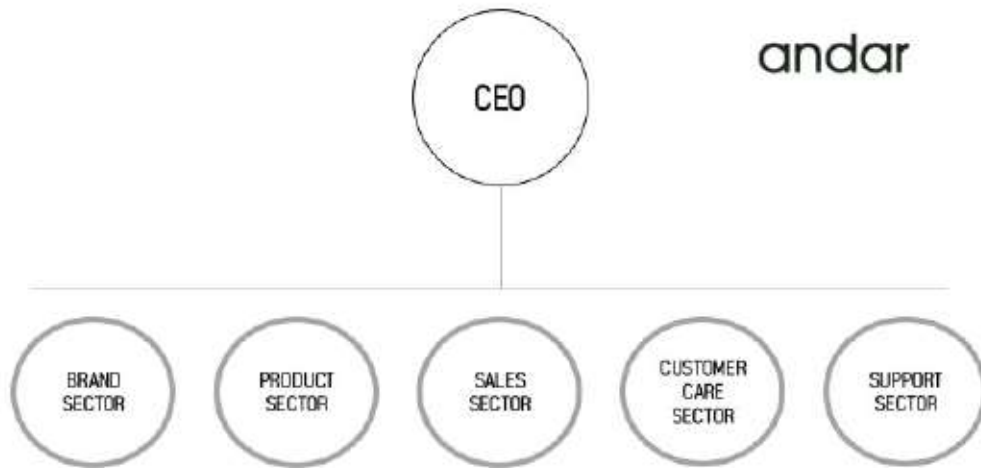 andar
CEO
BRAND
SECTOR
PRODUCT
SECTOR
SALES
SECTOR
CUSTOMER
CARE
SECTOR
SUPPORT
SECTOR